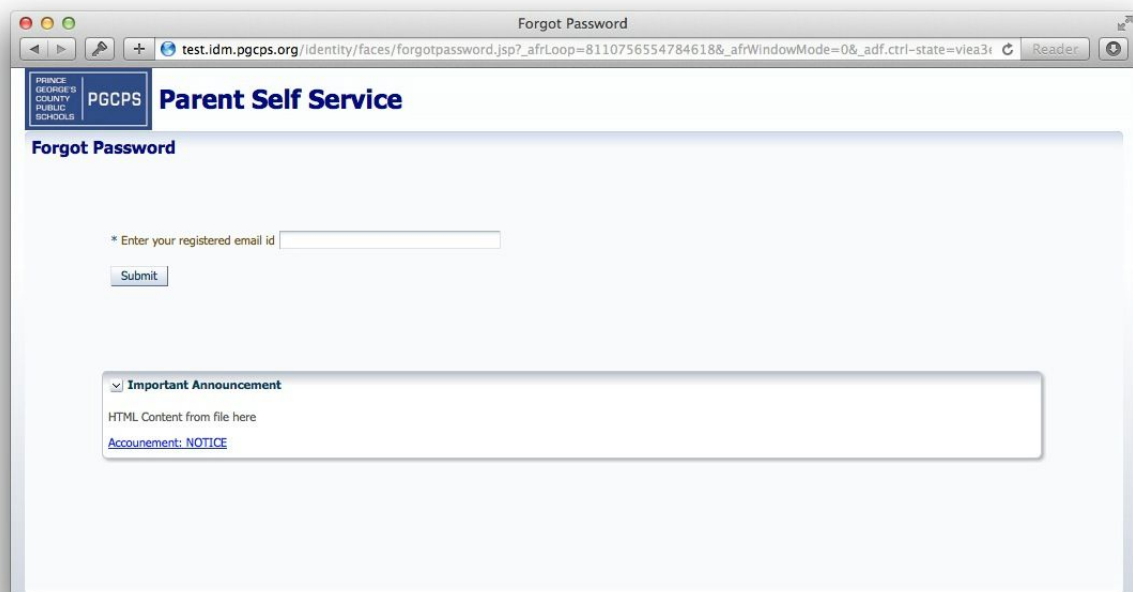 Forgot Password
test.idm.pgcps.org/identity/faces/forgotpassword.jsp?_afrLoop=8110756554784618&_afrWindowMode=0&_adf.ctrl-state=viea3
Reader
PRINCE
GEORGE'S
COUNTY
PUBLIC
SCHOOLS
PGCPS
Parent Self Service
Forgot Password
* Enter your registered email id
Submit
Important Announcement
HTML Content from file here
Accounement: NOTICE